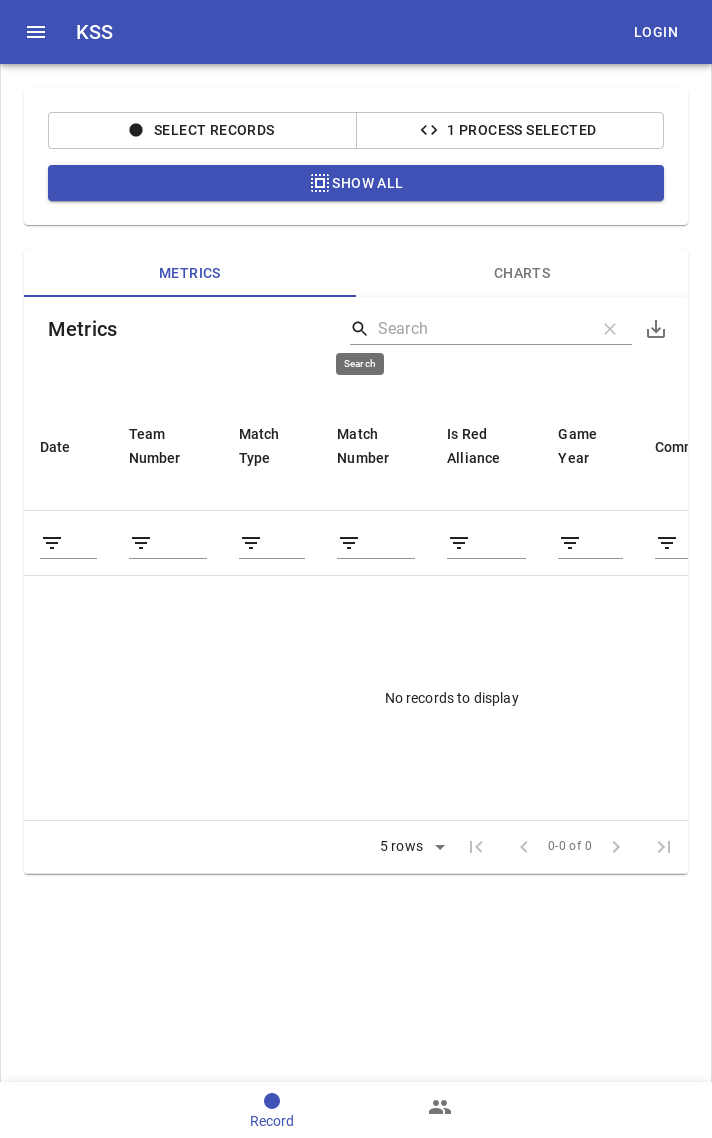 KSS
LOGIN
SELECT RECORDS
1 PROCESS SELECTED
SHOW ALL
METRICS
CHARTS
Metrics
Search
Search
Date
Team
Number
Match
Type
Match
Number
Is Red
Alliance
Game
Year
Comm
No records to display
5 rows
0-0 of 0
Record